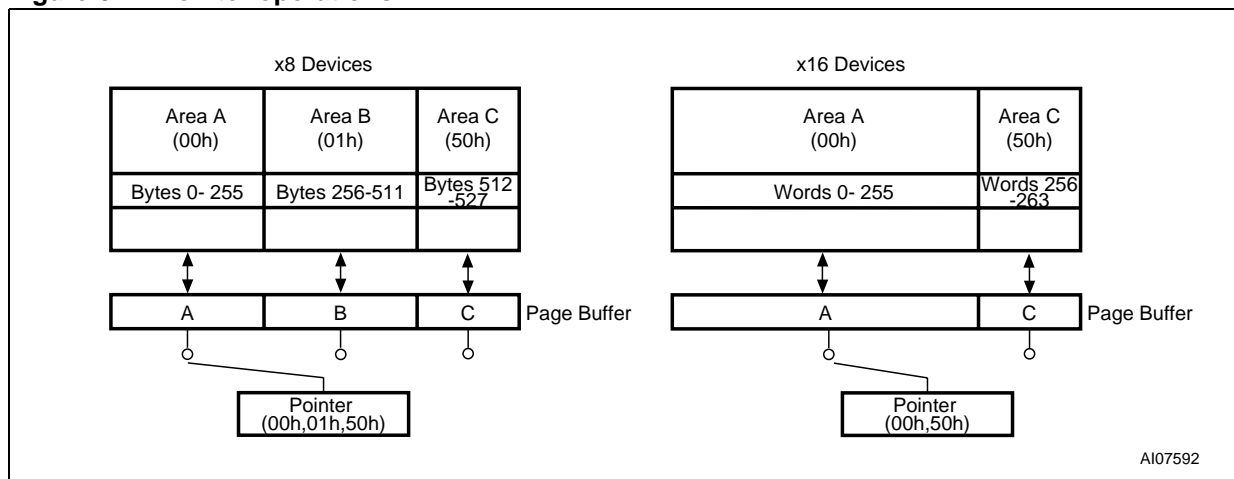 x8 Devices
Area A
(00h)
Area B
(01h)
Area C
(50h)
Bytes 0- 255
Bytes 256-511
Bytes 512
-527
A
B
C
Page Buffer
Pointer
(00h,01h,50h)
x16 Devices
Area A
(00h)
Area C
(50h)
Words 0- 255
Words 256
-263
A
C
Page Buffer
Pointer
(00h,50h)
AI07592